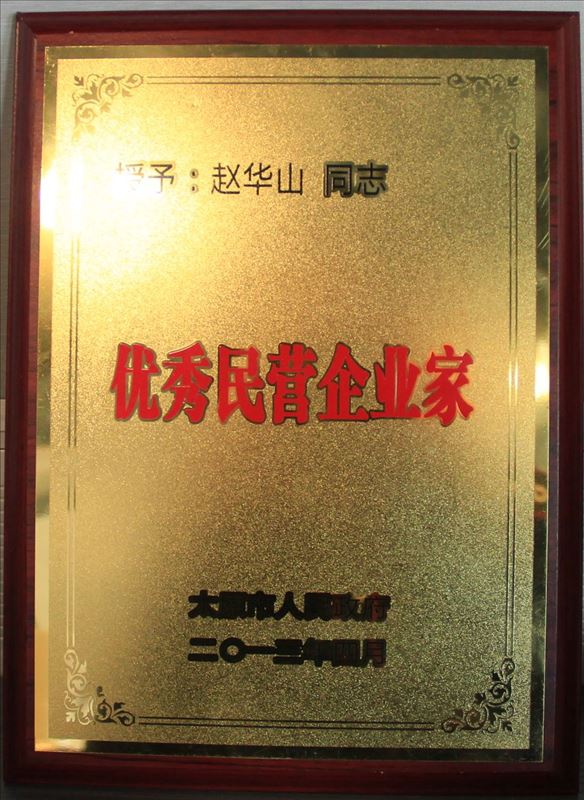 授予：赵华山 同志
优秀民营企业家
太原市人民政府
二〇一三年四月